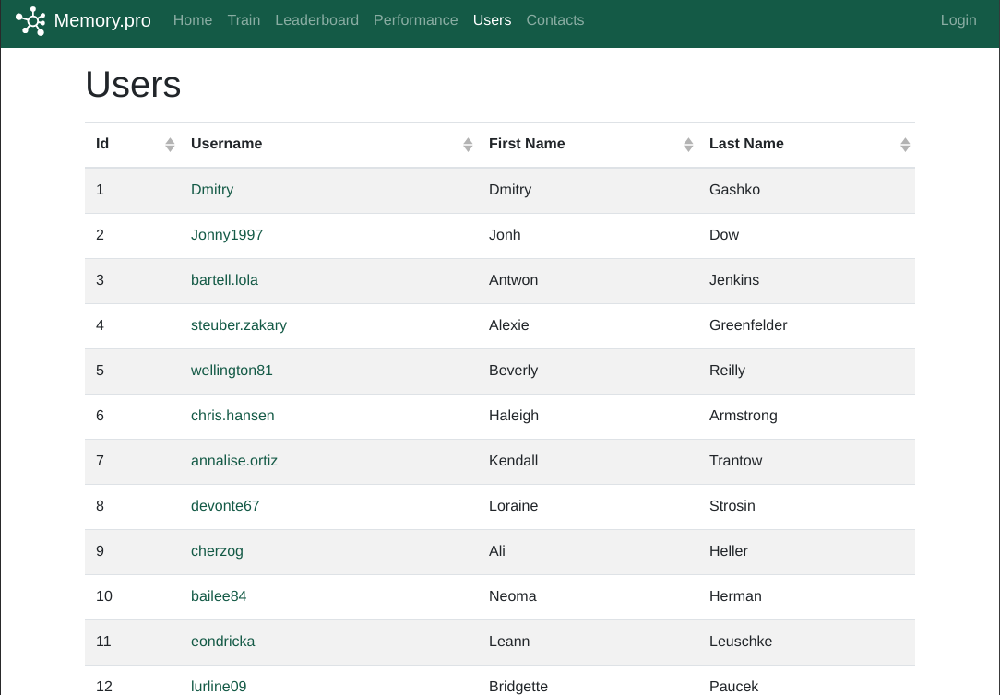 Memory.pro Home Train Leaderboard Performance Users Contacts Login
Users
Id Username First Name Last Name
1 Dmitry Dmitry Gashko
2 Jonny1997 Jonh Dow
3 bartell.lola Antwon Jenkins
4 steuber.zakary Alexie Greenfelder
5 wellington81 Beverly Reilly
6 chris.hansen Haleigh Armstrong
7 annalise.ortiz Kendall Trantow
8 devonte67 Loraine Strosin
9 cherzog Ali Heller
10 bailee84 Neoma Herman
11 eondricka Leann Leuschke
12 lurline09 Bridgette Paucek